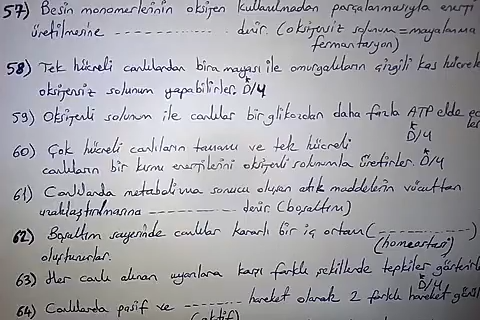 57) Besin monomerlerinin oksijen kullanılmadan parçalanmasıyla enerji
üretilmesine ------------- denir. (oksijensiz solunum = mayalanma
fermantasyon)
58) Tek hücreli canlılardan bira mayası ile omurgalıların çizgili kas hücrele
oksijensiz solunum yapabilirler. D/Y
59) Oksijenli solunum ile canlılar bir glikozdan daha fazla ATP elde ed
D/Y
60) Çok hücreli canlıların tamamı ve tek hücreli
canlıların bir kısmı enerjilerini oksijenli solunumla üretirler. D/Y
61) Canlılarda metabolizma sonucu oluşan atık maddelerin vücuttan
uzaklaştırılmasına ---------- denir. (boşaltım)
62) Boşaltım sayesinde canlılar kararlı bir iç ortam (------------)
oluştururlar. (homeostasi)
63) Her canlı alınan uyarılara karşı farklı şekillerde tepkiler gösterirle
D/Y
64) Canlılarda pasif ve -------- hareket olarak 2 farklı hareket görül
(aktif)